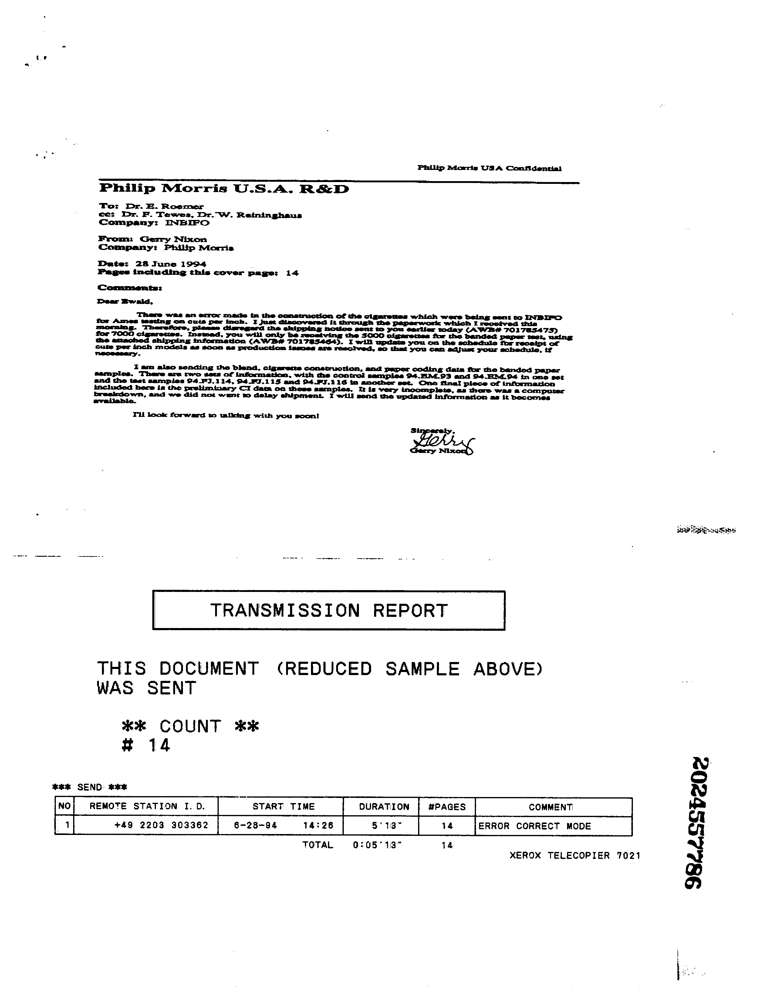 Philip Morris USA Confidential
Philip Morris U.S.A. R&D
To: Dr. E. Roemer
cc: Dr. F. Tewes, Dr. W. Reininghaus
Company: INBIFO
From: Gerry Nixon
Company: Philip Morris
Date: 28 June 1994
Pages including this cover page: 14
Comments:
Dear Ewald,
There was an error made in the construction of the cigarettes which were being sent to INBIFO
for Ames testing on cuts per inch. I just discovered it through the paperwork which I received this
morning. Therefore, please disregard the shipping notice sent to you earlier today (AWB# 701785475)
for 7000 cigarettes. Instead, you will only be receiving the 5000 cigarettes for the banded paper test, using
the attached shipping information (AWB# 701785464). I will update you on the schedule for receipt of
cuts per inch models as soon as production issues are resolved, so that you can adjust your schedule, if
necessary.
I am also sending the blend, cigarette construction, and paper coding data for the banded paper
samples. There are two sets of information, with the control samples 94.BM.93 and 94.BM.94 in one set
and the test samples 94.PJ.114, 94.PJ.115 and 94.PJ.116 in another set. One final piece of information
included here is the preliminary CI data on these samples. It is very incomplete, as there was a computer
breakdown, and we did not want to delay shipment. I will send the updated information as it becomes
available.
I'll look forward to talking with you soon!
Sincerely,
Gerry
Gerry Nixon
TRANSMISSION REPORT
THIS DOCUMENT (REDUCED SAMPLE ABOVE)
WAS SENT
** COUNT **
# 14
*** SEND ***
NO REMOTE STATION I. D. START TIME DURATION #PAGES COMMENT
1 +49 2203 303362 6-28-94 14:26 5'13" 14 ERROR CORRECT MODE
TOTAL 0:05'13" 14
XEROX TELECOPIER 7021
2024557786